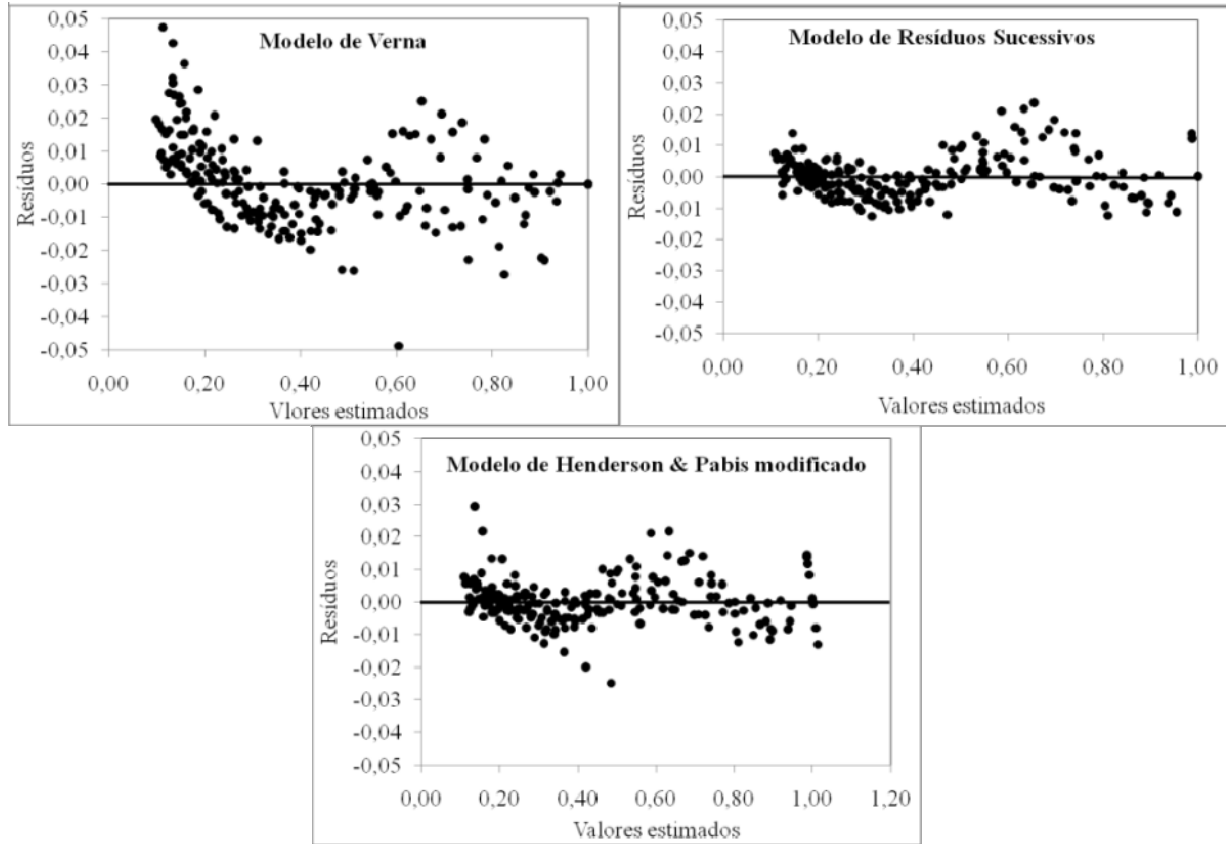 Modelo de Verna
Resíduos
0,05
0,04
0,03
0,02
0,01
0,00
-0,01
-0,02
-0,03
-0,04
-0,05
0,00 0,20 0,40 0,60 0,80 1,00
Vlores estimados
Modelo de Resíduos Sucessivos
Resíduos
0,05
0,04
0,03
0,02
0,01
0,00
-0,01
-0,02
-0,03
-0,04
-0,05
0,00 0,20 0,40 0,60 0,80 1,00
Valores estimados
Modelo de Henderson & Pabis modificado
Resíduos
0,05
0,04
0,03
0,02
0,01
0,00
-0,01
-0,02
-0,03
-0,04
-0,05
0,00 0,20 0,40 0,60 0,80 1,00 1,20
Valores estimados